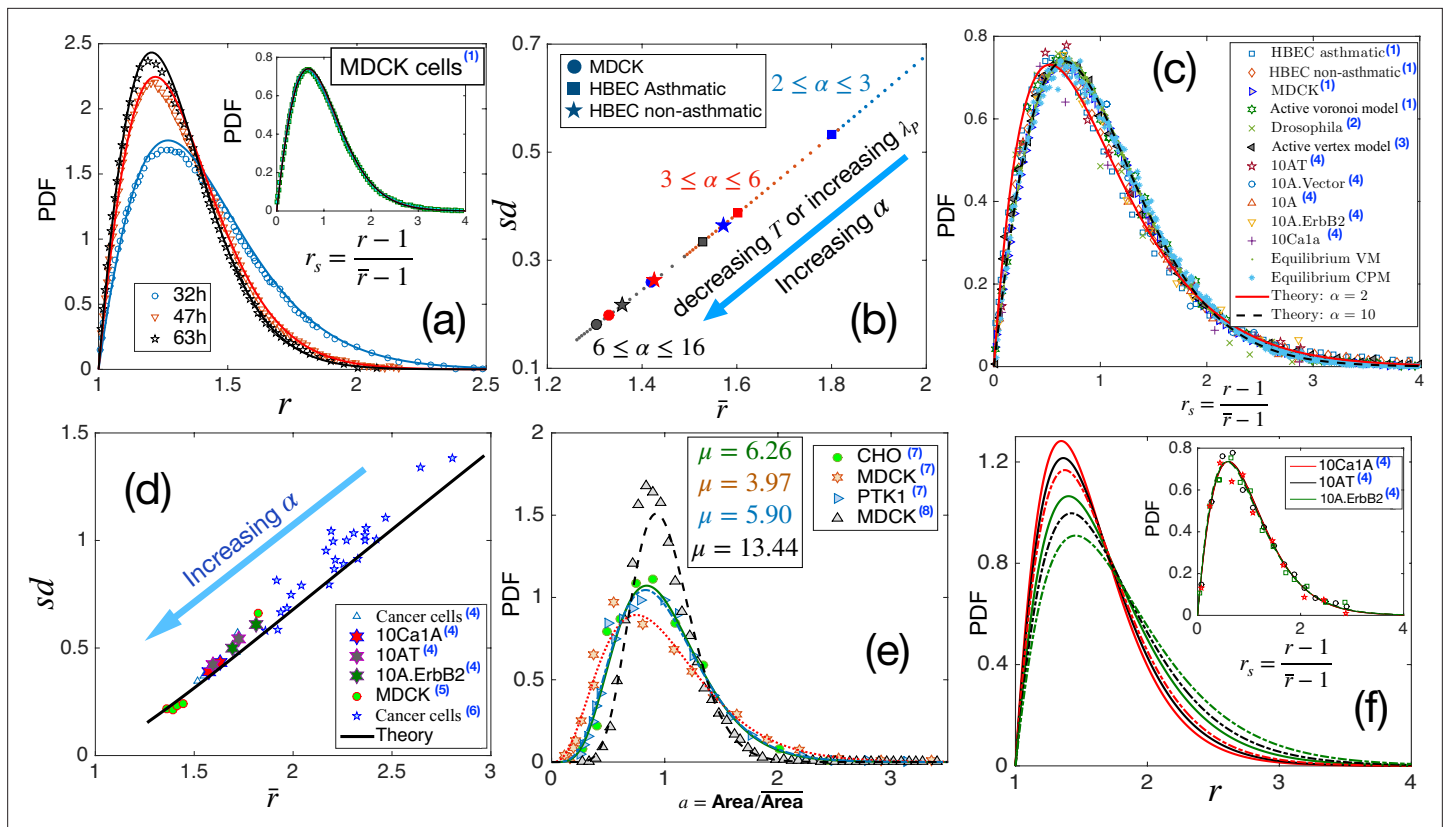 (a)
PDF
2.5
2
1.5
1
0.5
0
1
1.5
2
2.5
r
32h
47h
63h
MDCK cells (1)
PDF
0.8
0.4
0
0
1
2
3
4
r_s = (r − 1)/(r̄ − 1)
(b)
sd
0.7
0.5
0.3
0.1
1.2
1.4
1.6
1.8
2
r̄
MDCK
HBEC Asthmatic
HBEC non-asthmatic
2 ≤ α ≤ 3
3 ≤ α ≤ 6
6 ≤ α ≤ 16
decreasing T or increasing λ_P
Increasing α
(c)
PDF
0.8
0.6
0.4
0.2
0
0
1
2
3
4
r_s = (r − 1)/(r̄ − 1)
HBEC asthmatic(1)
HBEC non-asthmatic(1)
MDCK (1)
Active voronoi model (1)
Drosophila (2)
Active vertex model (3)
10AT (4)
10A.Vector (4)
10A (4)
10A.ErbB2 (4)
10Ca1a (4)
Equilibrium VM
Equilibrium CPM
Theory: α = 2
Theory: α = 10
(d)
sd
1.5
1
0.5
0
1
1.5
2
2.5
3
r̄
Increasing α
Cancer cells (4)
10Ca1A (4)
10AT (4)
10A.ErbB2 (4)
MDCK (5)
Cancer cells (6)
Theory
(e)
PDF
2
1.5
1
0.5
0
0
1
2
3
a = Area/A̅r̅e̅a̅
μ = 6.26
μ = 3.97
μ = 5.90
μ = 13.44
CHO (7)
MDCK (7)
PTK1 (7)
MDCK (8)
(f)
PDF
1.2
0.8
0.4
0
1
2
3
4
r
PDF
0.8
0.6
0.4
0.2
0
0
2
4
10Ca1A (4)
10AT (4)
10A.ErbB2 (4)
r_s = (r − 1)/(r̄ − 1)